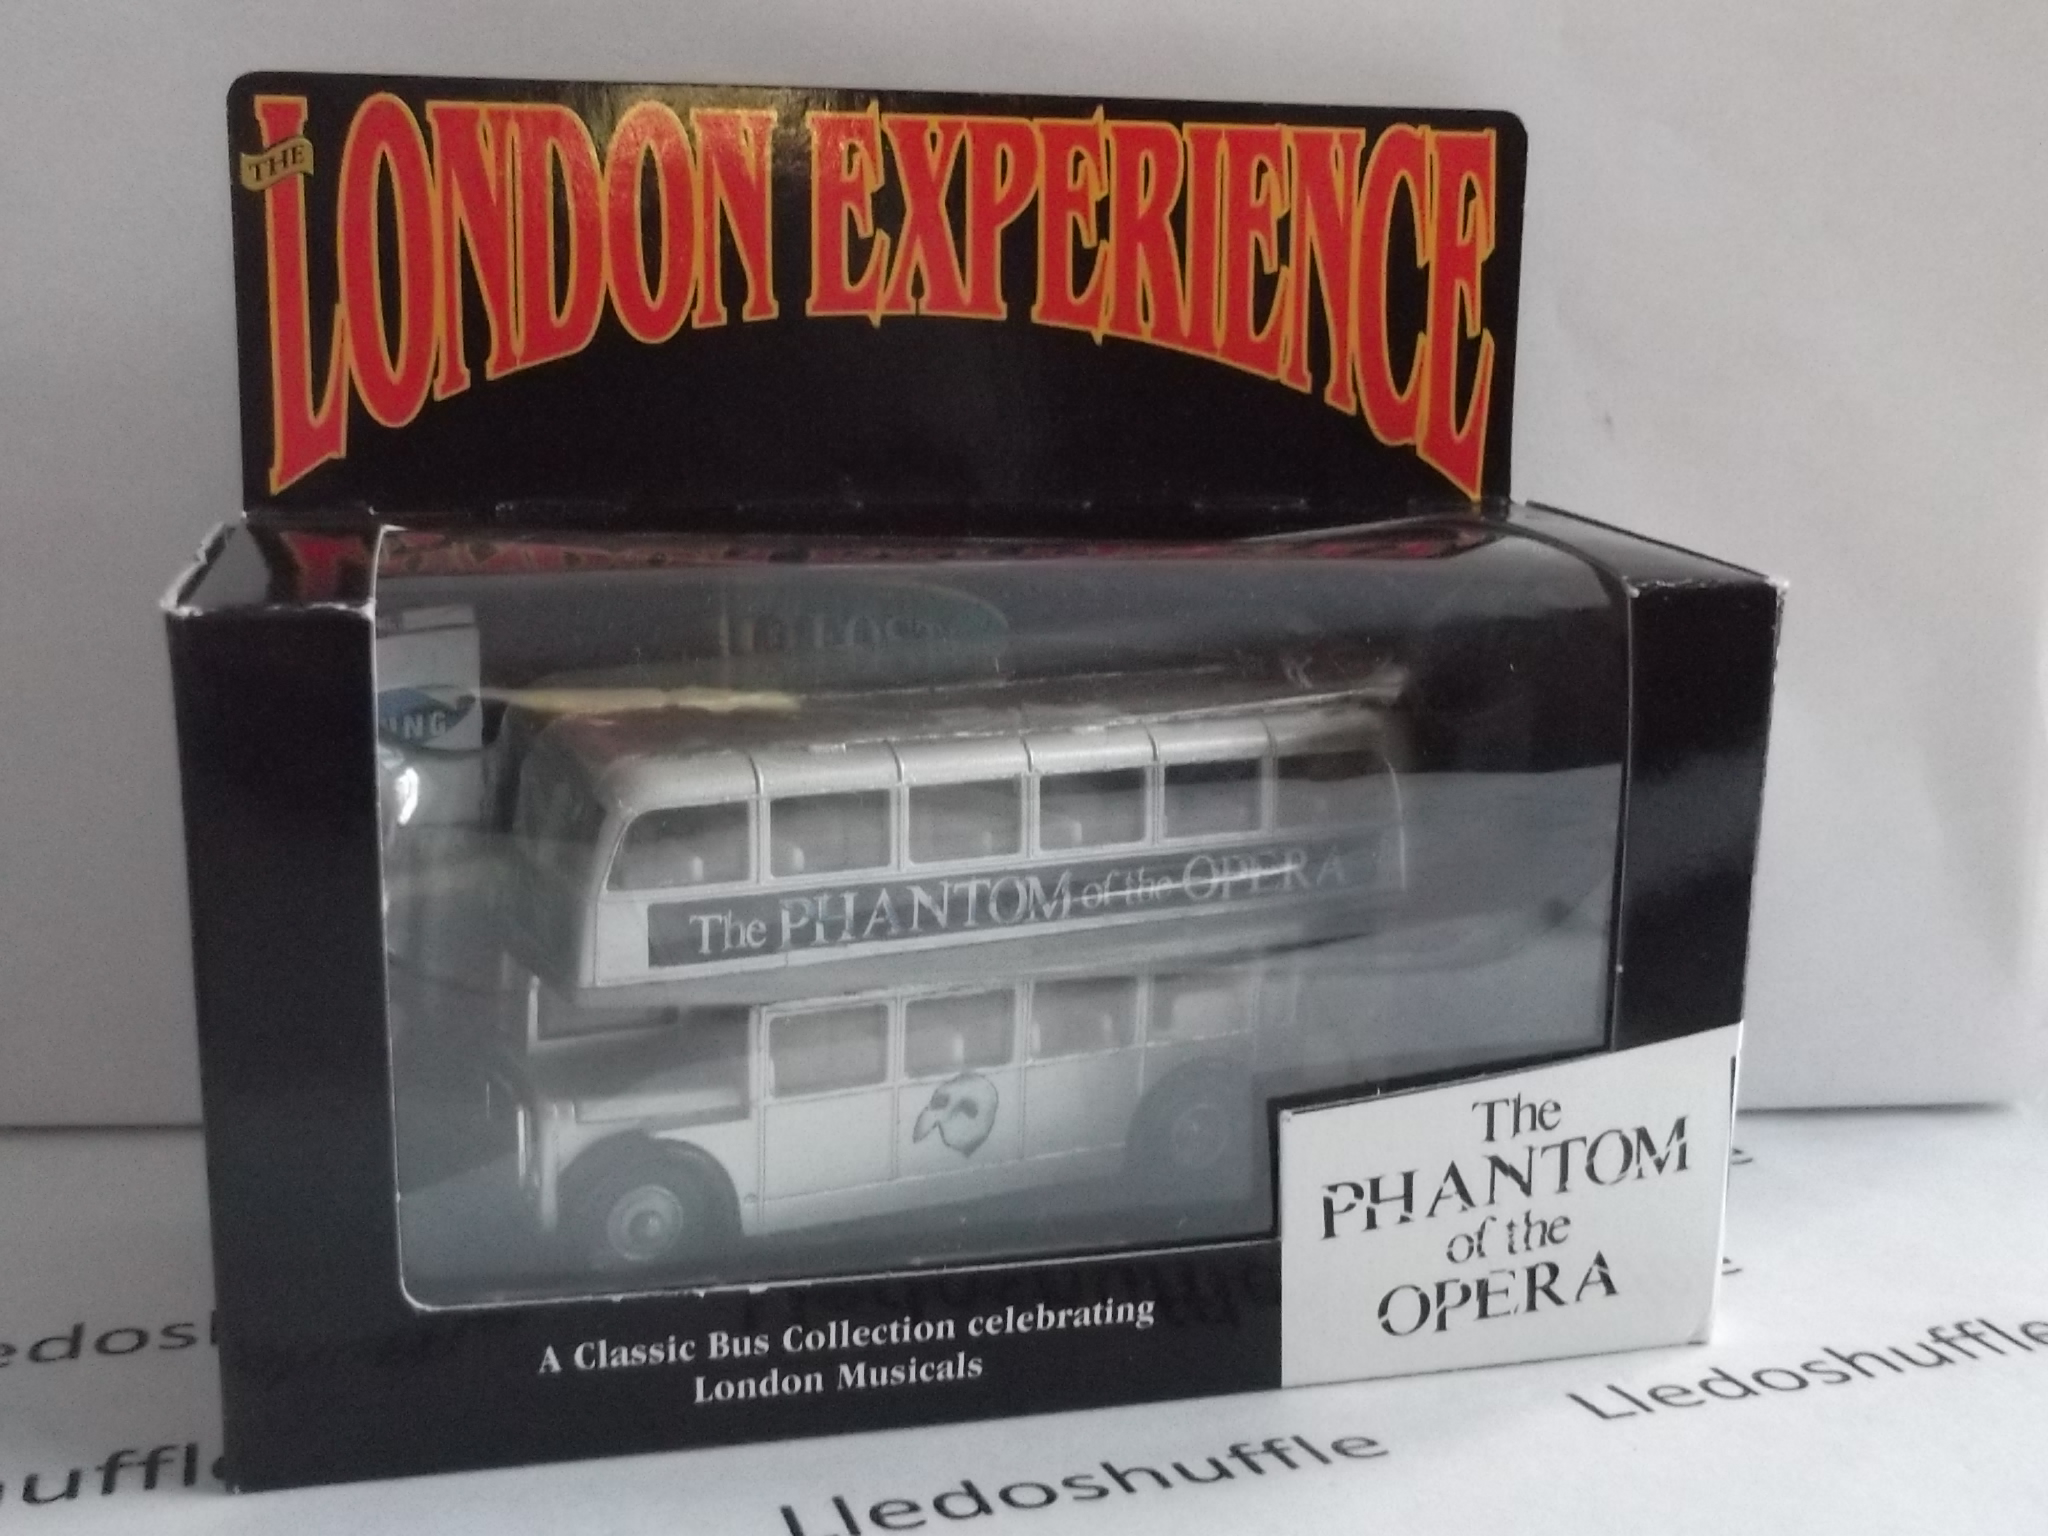 THE
LONDON EXPERIENCE
ING
The PHANTOM of the OPERA
The
PHANTOM
of the
OPERA
A Classic Bus Collection celebrating
London Musicals
Lledoshuffle
Lledoshuffle